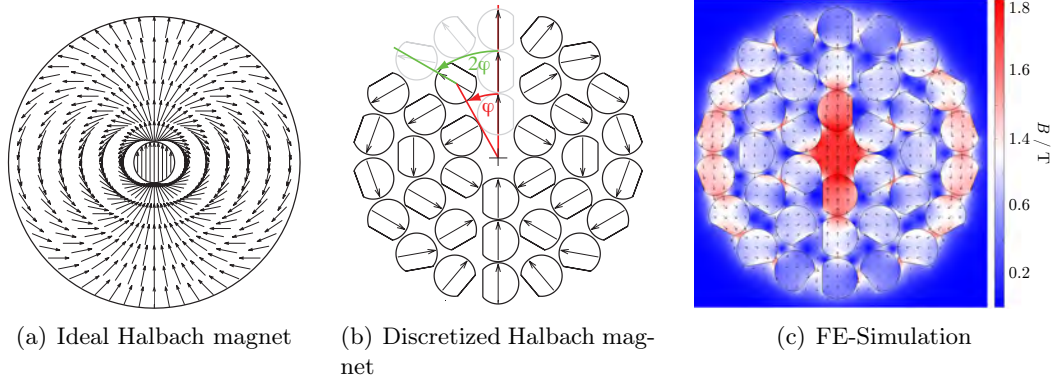 2φ
φ
1.8
1.6
1.4
0.6
0.2
B / T
(a) Ideal Halbach magnet
(b) Discretized Halbach mag-
net
(c) FE-Simulation